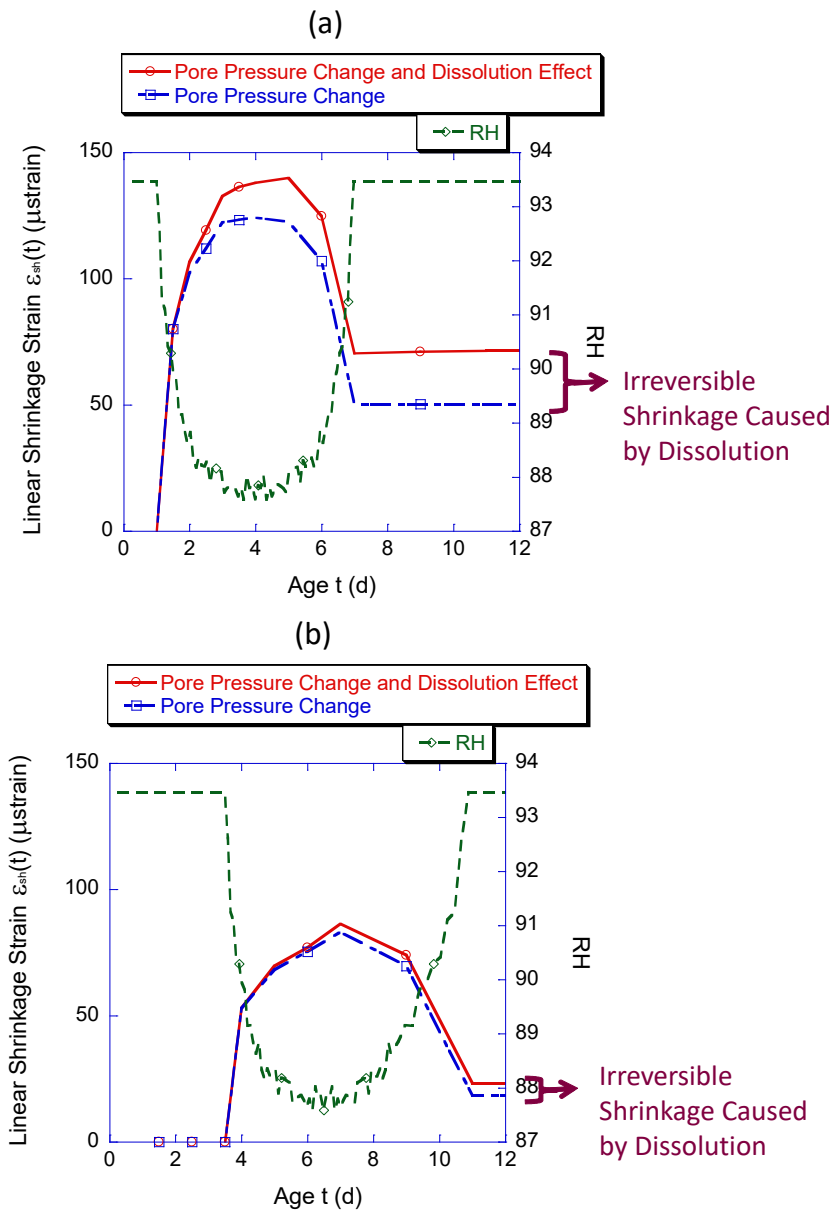 (a)
Pore Pressure Change and Dissolution Effect
Pore Pressure Change
RH
150
100
50
0
Linear Shrinkage Strain εsh(t) (μstrain)
94
93
92
91
90
89
88
87
RH
0 2 4 6 8 10 12
Age t (d)
Irreversible
Shrinkage Caused
by Dissolution
(b)
Pore Pressure Change and Dissolution Effect
Pore Pressure Change
RH
150
100
50
0
Linear Shrinkage Strain εsh(t) (μstrain)
94
93
92
91
90
89
88
87
RH
0 2 4 6 8 10 12
Age t (d)
Irreversible
Shrinkage Caused
by Dissolution